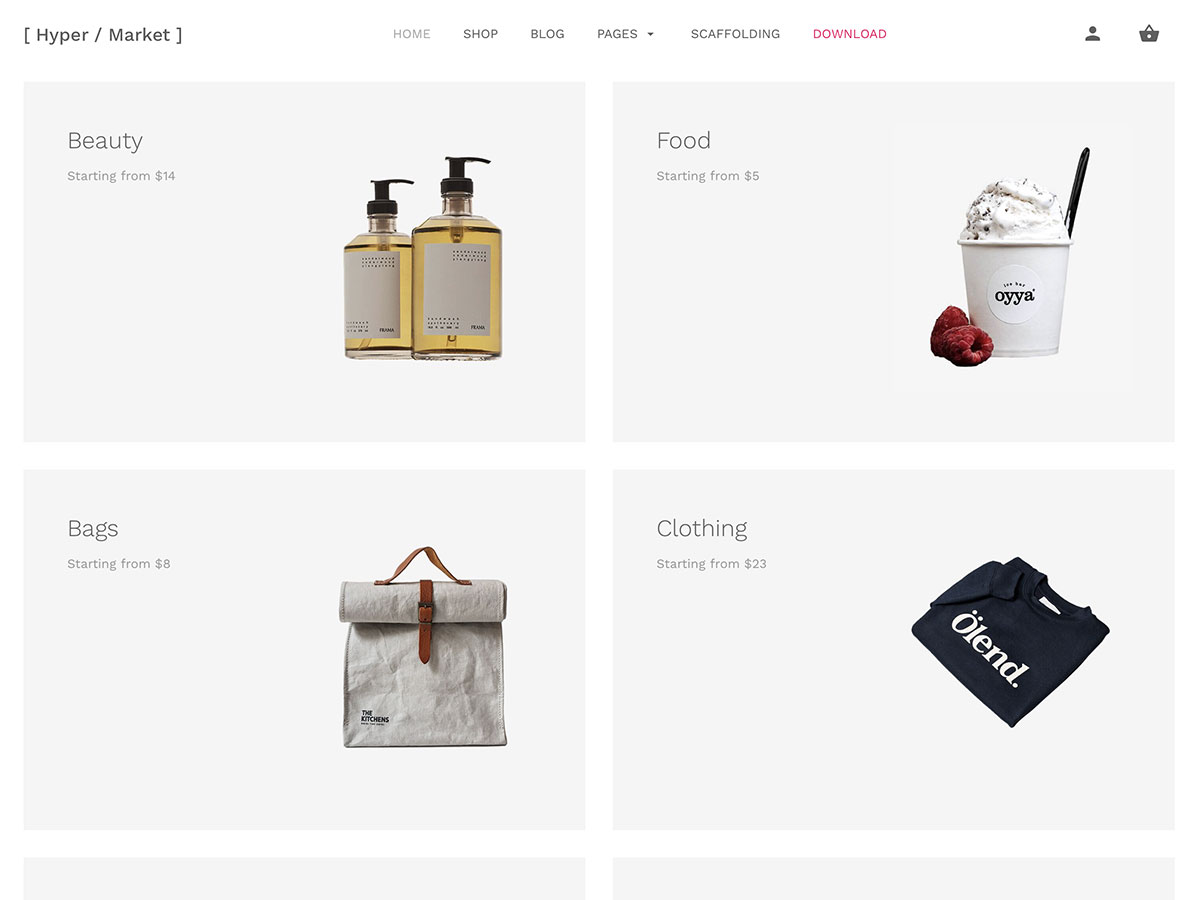 [ Hyper / Market ]
HOME
SHOP
BLOG
PAGES
SCAFFOLDING
DOWNLOAD
Beauty
Starting from $14
FRAMA
FRAMA
Food
Starting from $5
ice bar
oyya
Bags
Starting from $8
THE
KITCHENS
Clothing
Starting from $23
Ölend.